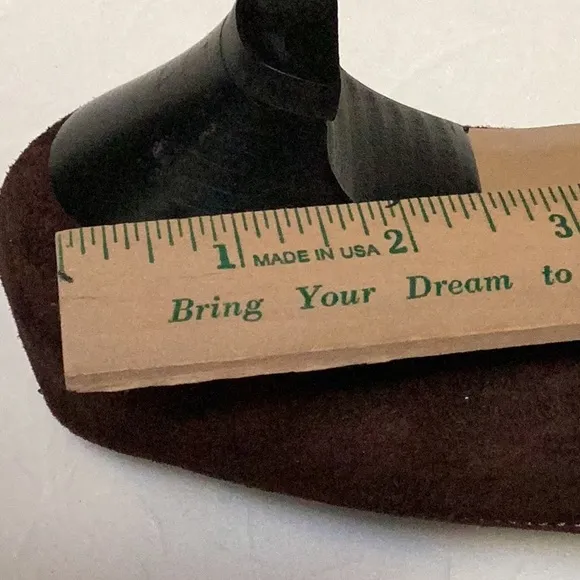 1 MADE IN USA 2 3
Bring Your Dream to